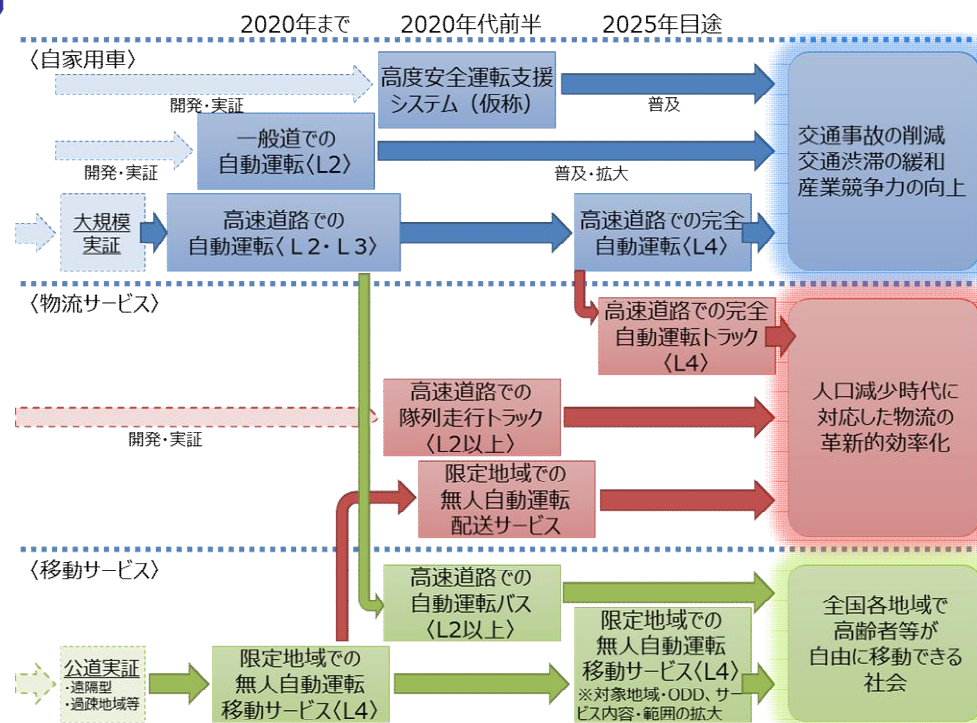 2020年まで 2020年代前半 2025年目途
〈自家用車〉
開発・実証
高度安全運転支援
システム（仮称）
普及
開発・実証
一般道での
自動運転〈L2〉
普及・拡大
大規模
実証
高速道路での
自動運転〈Ｌ２・Ｌ３〉
高速道路での完全
自動運転〈L4〉
交通事故の削減
交通渋滞の緩和
産業競争力の向上
〈物流サービス〉
高速道路での完全
自動運転トラック
〈L4〉
開発・実証
高速道路での
隊列走行トラック
〈L2以上〉
限定地域での
無人自動運転
配送サービス
人口減少時代に
対応した物流の
革新的効率化
〈移動サービス〉
高速道路での
自動運転バス
〈L2以上〉
公道実証
・遠隔型
・過疎地域等
限定地域での
無人自動運転
移動サービス〈L4〉
限定地域での
無人自動運転
移動サービス〈L4〉
※対象地域・ODD、サー
ビス内容・範囲の拡大
全国各地域で
高齢者等が
自由に移動できる
社会